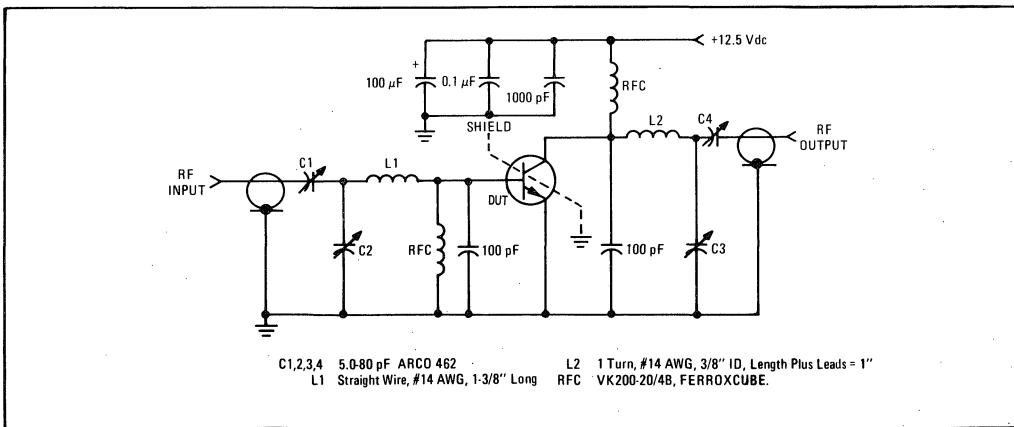 +12.5 Vdc
+
100 µF
0.1 µF
1000 pF
RFC
SHIELD
L2
C4
RF
OUTPUT
C1
L1
RF
INPUT
DUT
C2
RFC
100 pF
100 pF
C3
C1,2,3,4 5.0-80 pF ARCO 462
L1 Straight Wire, #14 AWG, 1-3/8" Long
L2 1 Turn, #14 AWG, 3/8" ID, Length Plus Leads = 1"
RFC VK200-20/4B, FERROXCUBE.